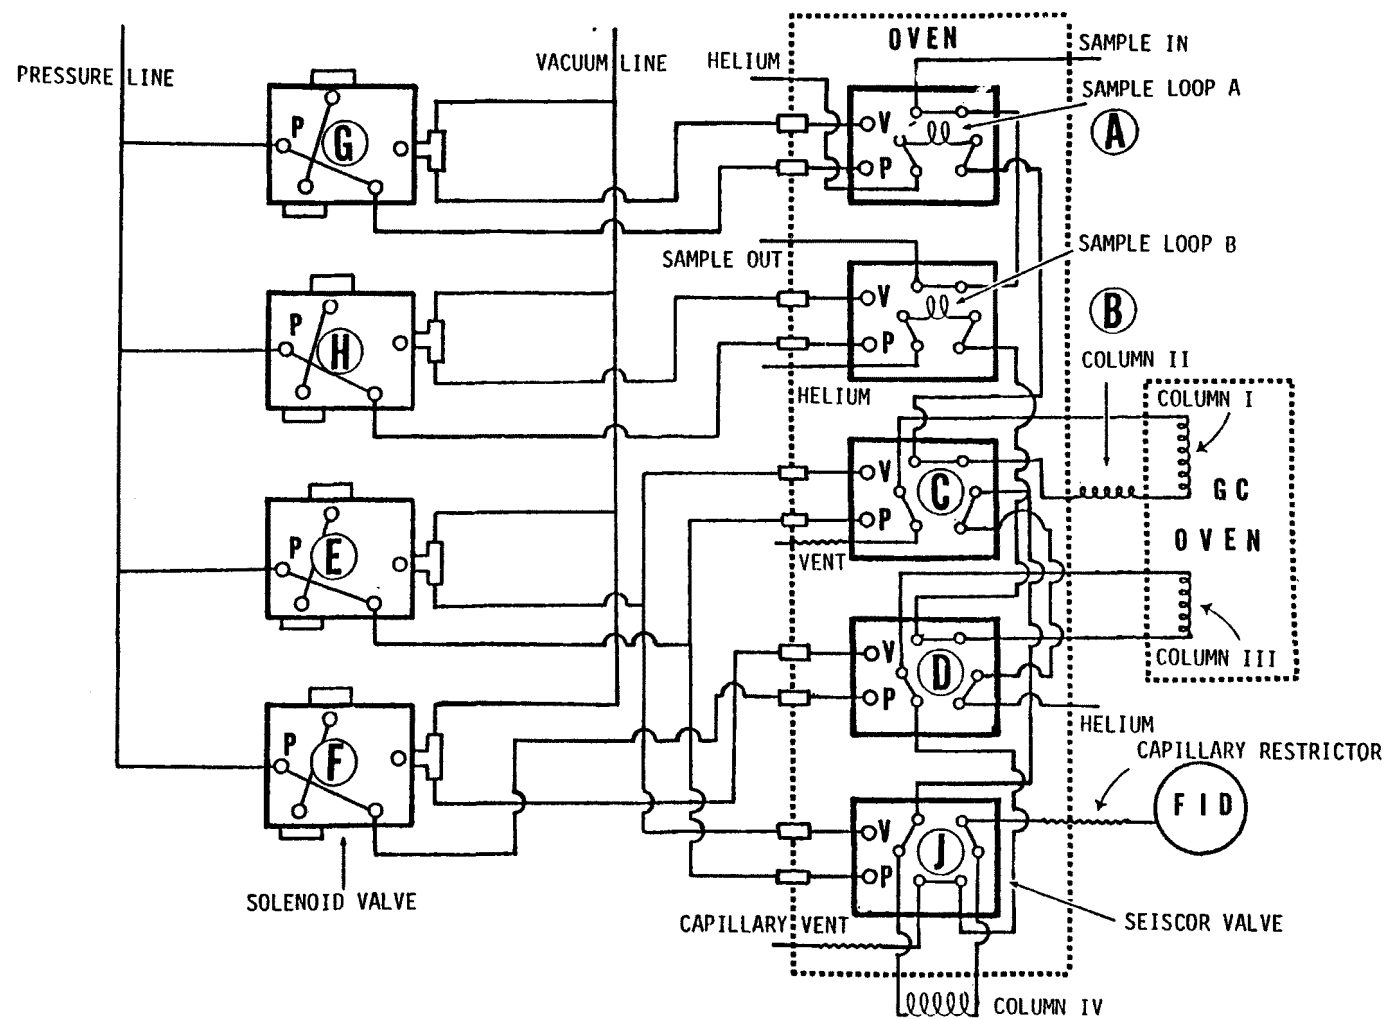 OVEN
SAMPLE IN
PRESSURE LINE
VACUUM LINE
HELIUM
SAMPLE LOOP A
P
G
V
A
P
SAMPLE OUT
SAMPLE LOOP B
P
H
V
B
P
COLUMN II
HELIUM
COLUMN I
V
C
GC
P
P
E
VENT
OVEN
V
D
COLUMN III
P
HELIUM
P
F
CAPILLARY RESTRICTOR
FID
V
J
P
SOLENOID VALVE
CAPILLARY VENT
SEISCOR VALVE
COLUMN IV